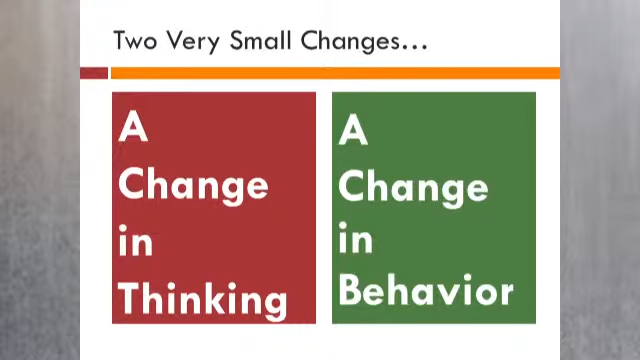 Two Very Small Changes...
A
Change
in
Thinking
A
Change
in
Behavior